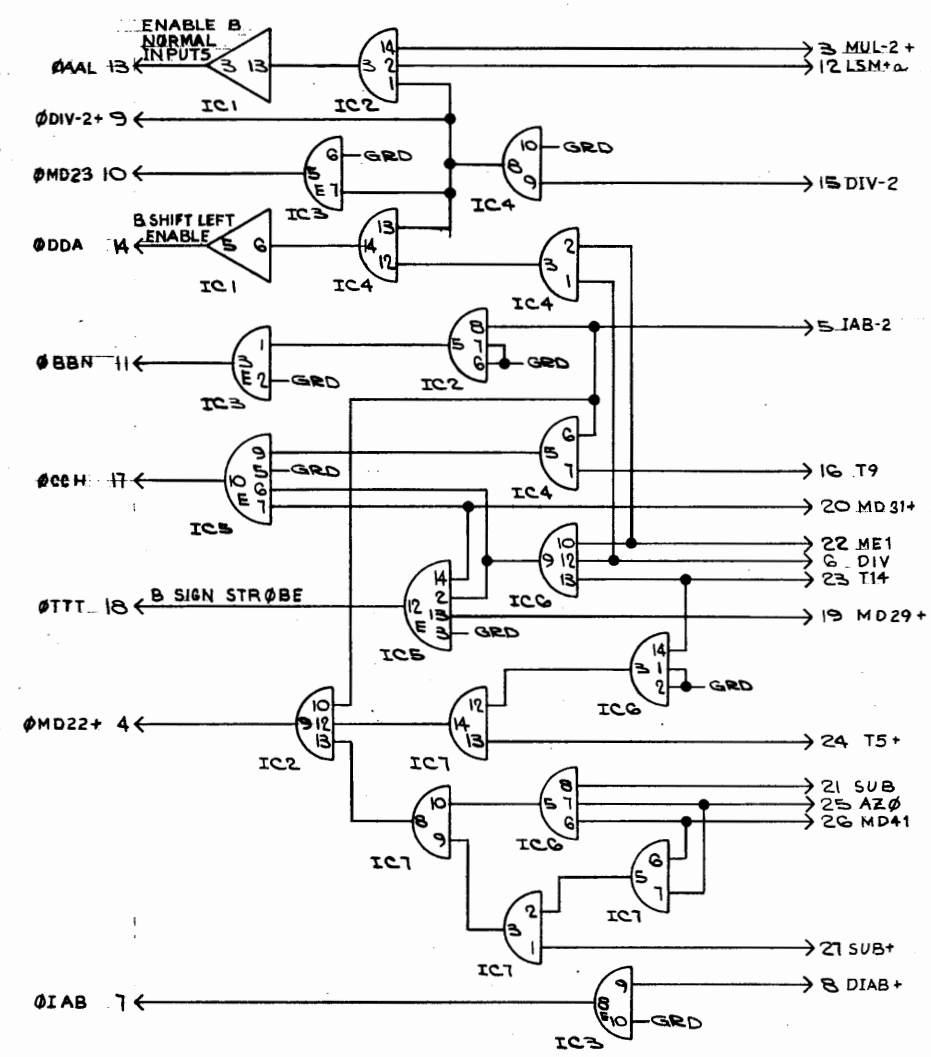 ENABLE B
NORMAL
INPUTS
ØAAL 13
3 13
IC1
3 14 2 1
IC2
3 MUL-2+
12 LSM+a
ØDIV-2+ 9
ØMD23 10
5 6 E 7
GRD
IC3
8 10 9
GRD
IC4
15 DIV-2
B SHIFT LEFT
ENABLE
ØDDA 14
5 6
IC1
14 13 12
IC4
3 2 1
IC4
5 IAB-2
ØBBN 11
3 1 E 2
GRD
IC3
5 8 7 6
GRD
IC2
ØCCH 17
10 9 5 6 E 7
GRD
IC5
5 6 7
IC4
16 T9
20 MD31+
22 ME1
6 DIV
23 T14
9 10 12 13
IC6
ØTTT 18
B SIGN STRØBE
12 14 2 13 E 3
GRD
IC5
19 MD29+
3 14 1 2
GRD
IC6
ØMD22+ 4
9 10 12 13
IC2
14 12 13
IC7
24 T5+
8 10 9
IC7
5 8 7 6
IC6
21 SUB
25 AZØ
26 MD41
5 6 7
IC7
3 2 1
IC7
27 SUB+
ØIAB 7
8 9 E 10
GRD
IC3
8 DIAB+